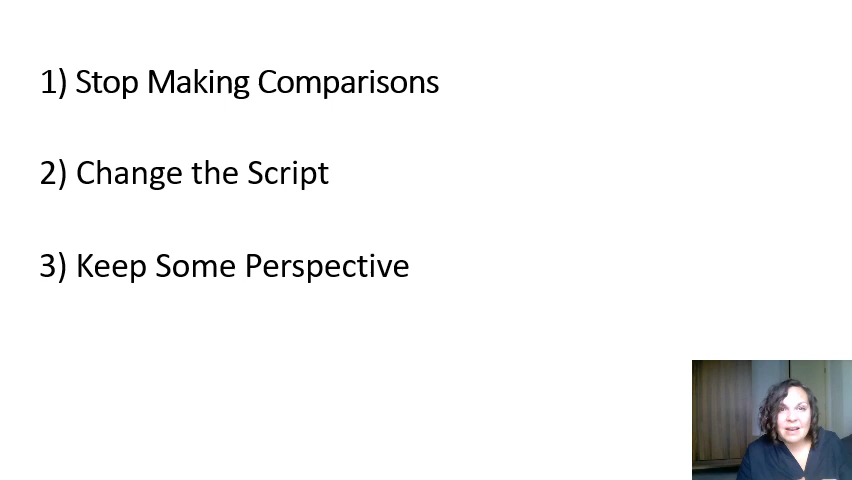 1) Stop Making Comparisons
2) Change the Script
3) Keep Some Perspective